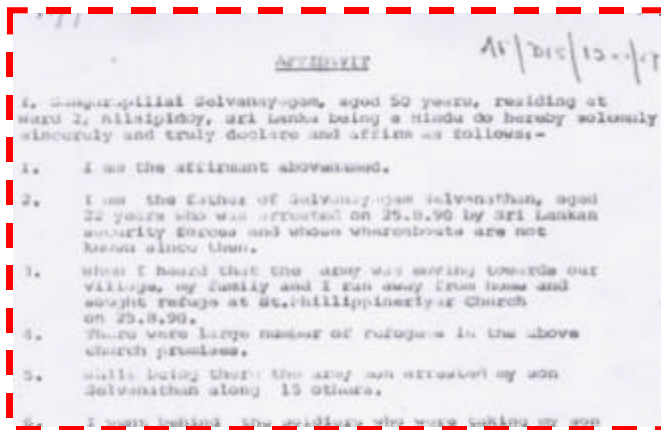 AFFIDAVIT
I, Selvanayagam, aged 50 years, residing at
Ward 2, Allaipiddy, Sri Lanka being a Hindu do hereby solemnly
sincerely and truly declare and affirm as follows:-
1. I am the affirmant abovenamed.
2. I am the father of Selvanayagam Selvanathan, aged
22 years who was arrested on 25.8.90 by Sri Lankan
security forces and whose whereabouts are not
known since then.
3. When I heard that the army was moving towards our
village, my family and I ran away from home and
sought refuge at St.Phillippineriyar Church
on 25.8.90.
4. There were large number of refugees in the above
church premises.
5. While being there the army men arrested my son
Selvanathan along 15 others.
6. I went behind the soldiers who were taking my son